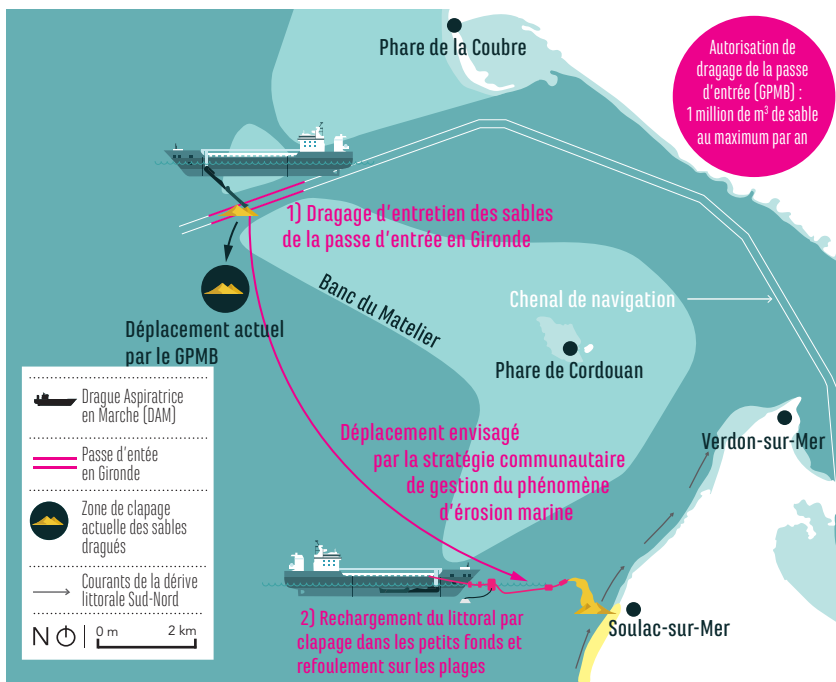 Phare de la Coubre
Autorisation de
dragage de la passe
d'entrée (GPMB) :
1 million de m³ de sable
au maximum par an
1) Dragage d'entretien des sables
de la passe d'entrée en Gironde
Banc du Matelier
Chenal de navigation
Déplacement actuel
par le GPMB
Phare de Cordouan
Verdon-sur-Mer
Déplacement envisagé
par la stratégie communautaire
de gestion du phénomène
d'érosion marine
Drague Aspiratrice
en Marche (DAM)
Passe d'entée
en Gironde
Zone de clapage
actuelle des sables
dragués
Courants de la dérive
littorale Sud-Nord
N 0 m 2 km
2) Rechargement du littoral par
clapage dans les petits fonds et
refoulement sur les plages
Soulac-sur-Mer